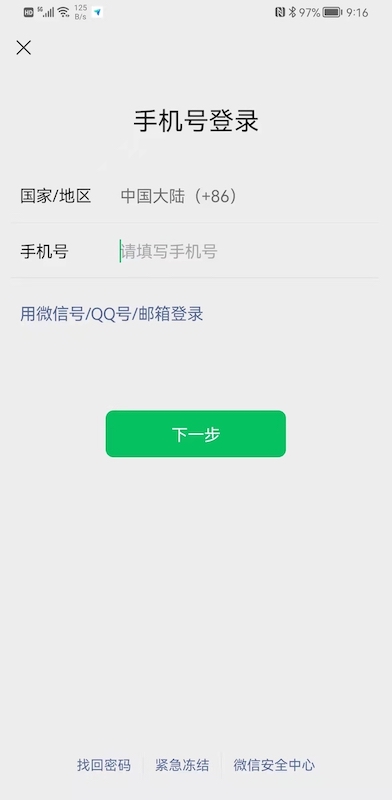 HD 5G 125 B/s 97% 9:16
手机号登录
国家/地区 中国大陆（+86）
手机号 请填写手机号
用微信号/QQ号/邮箱登录
下一步
找回密码 紧急冻结 微信安全中心